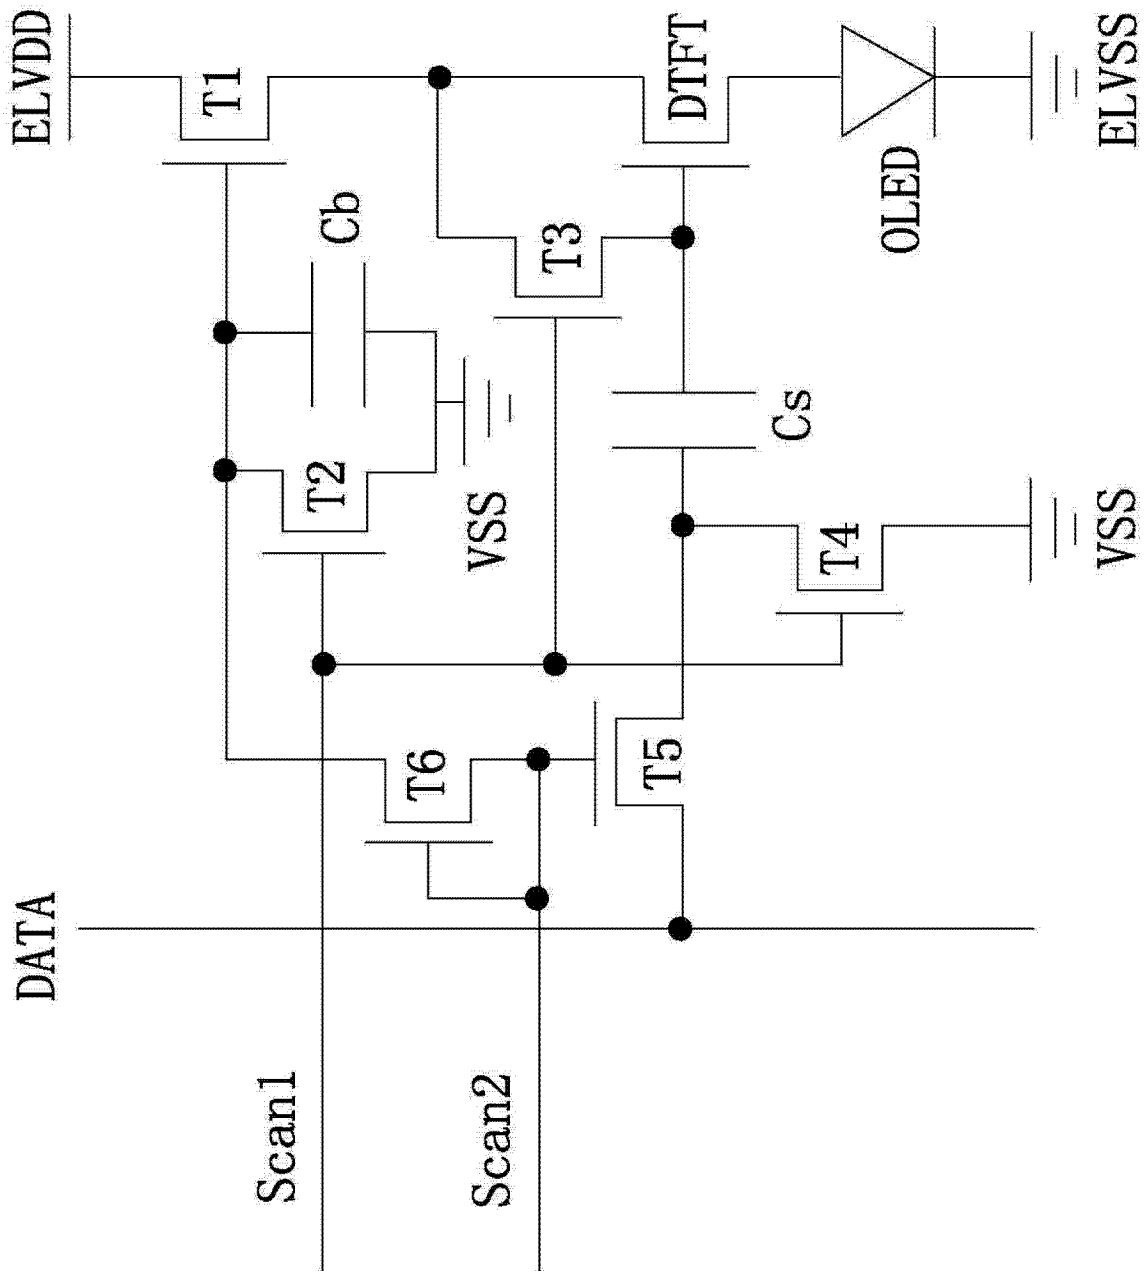 ELVDD
T1
DTFT
OLED
ELVSS
Cb
T3
T2
VSS
Cs
T4
VSS
T6
T5
DATA
Scan1
Scan2